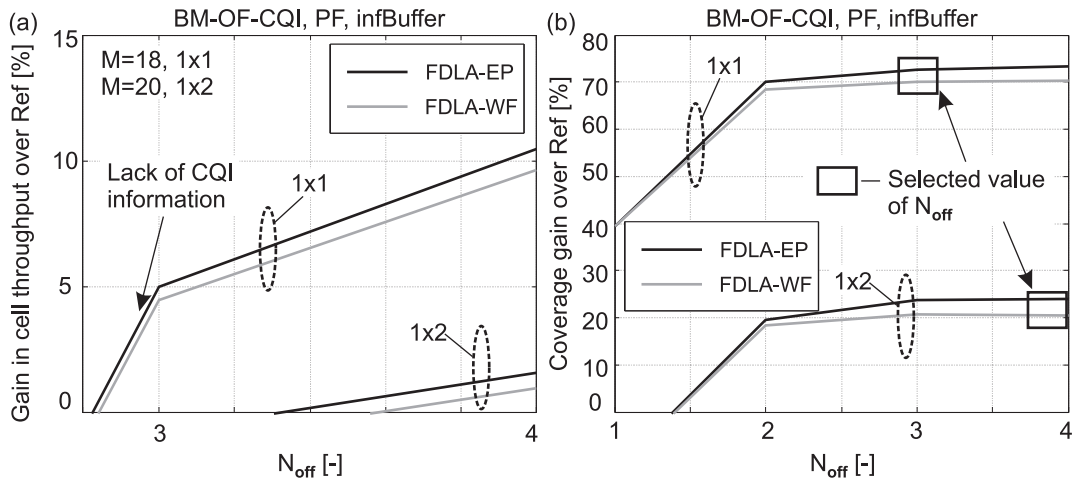 (a)
BM-OF-CQI, PF, infBuffer
Gain in cell throughput over Ref [%]
15
10
5
0
M=18, 1x1
M=20, 1x2
FDLA-EP
FDLA-WF
Lack of CQI
information
1x1
1x2
3
4
Noff [-]
(b)
BM-OF-CQI, PF, infBuffer
Coverage gain over Ref [%]
80
70
60
50
40
30
20
10
0
1x1
Selected value
of Noff
FDLA-EP
FDLA-WF
1x2
1
2
3
4
Noff [-]